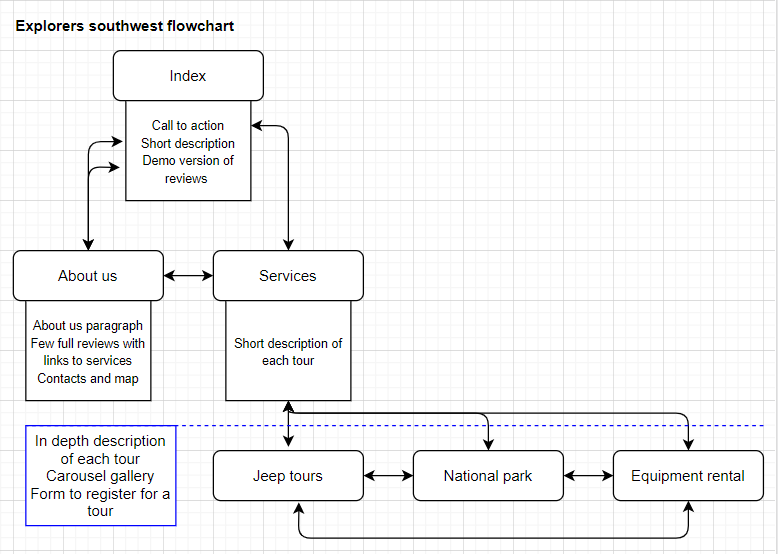 Explorers southwest flowchart
Index
Call to action
Short description
Demo version of
reviews
About us
Services
About us paragraph
Few full reviews with
links to services
Contacts and map
Short description of
each tour
In depth description
of each tour
Carousel gallery
Form to register for a
tour
Jeep tours
National park
Equipment rental